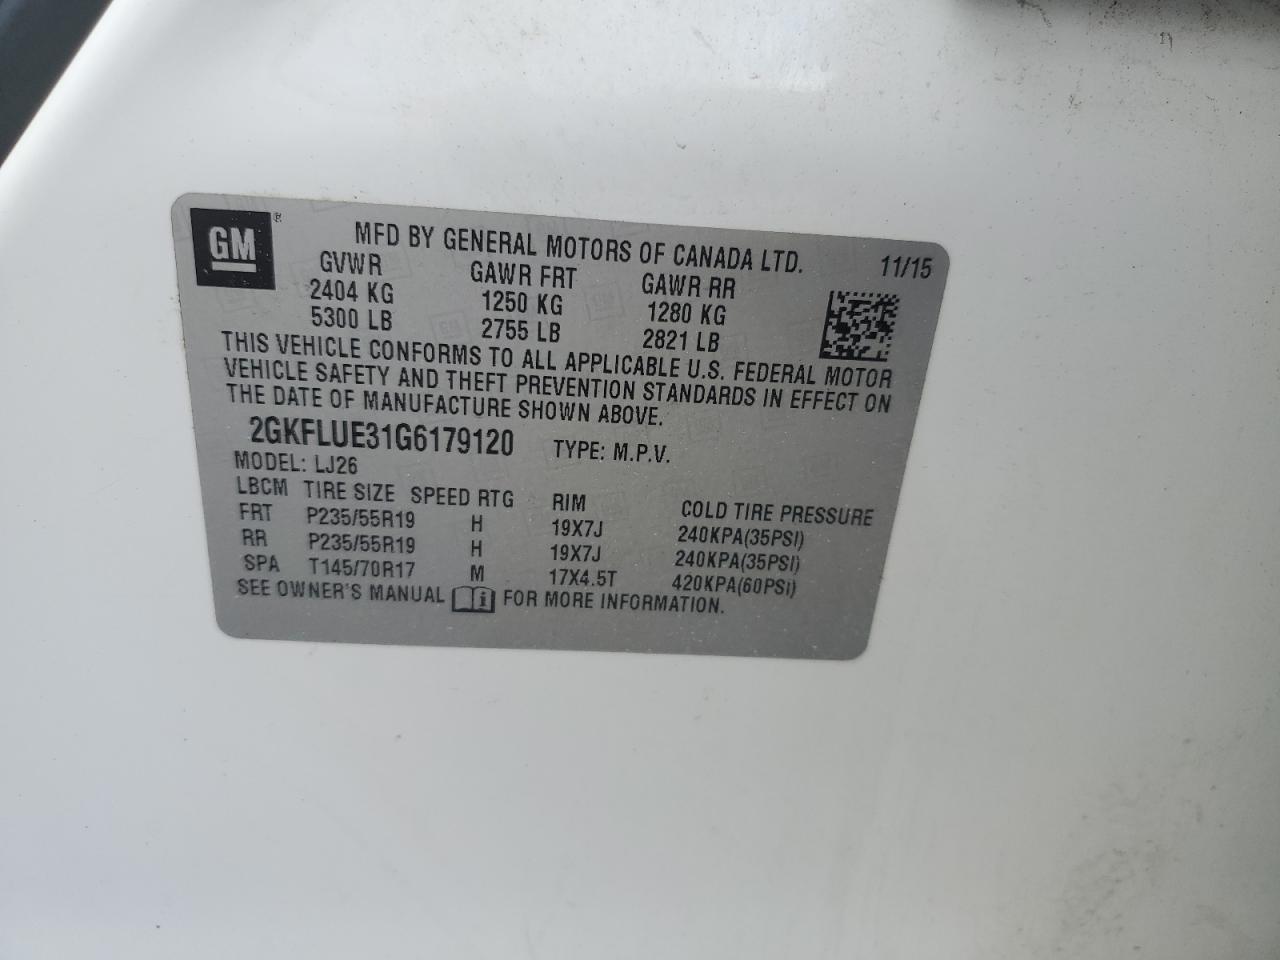 GM ®
MFD BY GENERAL MOTORS OF CANADA LTD. 11/15
GVWR GAWR FRT GAWR RR
2404 KG 1250 KG 1280 KG
5300 LB 2755 LB 2821 LB
THIS VEHICLE CONFORMS TO ALL APPLICABLE U.S. FEDERAL MOTOR
VEHICLE SAFETY AND THEFT PREVENTION STANDARDS IN EFFECT ON
THE DATE OF MANUFACTURE SHOWN ABOVE.
2GKFLUE31G6179120 TYPE: M.P.V.
MODEL: LJ26
LBCM TIRE SIZE SPEED RTG RIM COLD TIRE PRESSURE
FRT P235/55R19 H 19X7J 240KPA(35PSI)
RR P235/55R19 H 19X7J 240KPA(35PSI)
SPA T145/70R17 M 17X4.5T 420KPA(60PSI)
SEE OWNER'S MANUAL i FOR MORE INFORMATION.